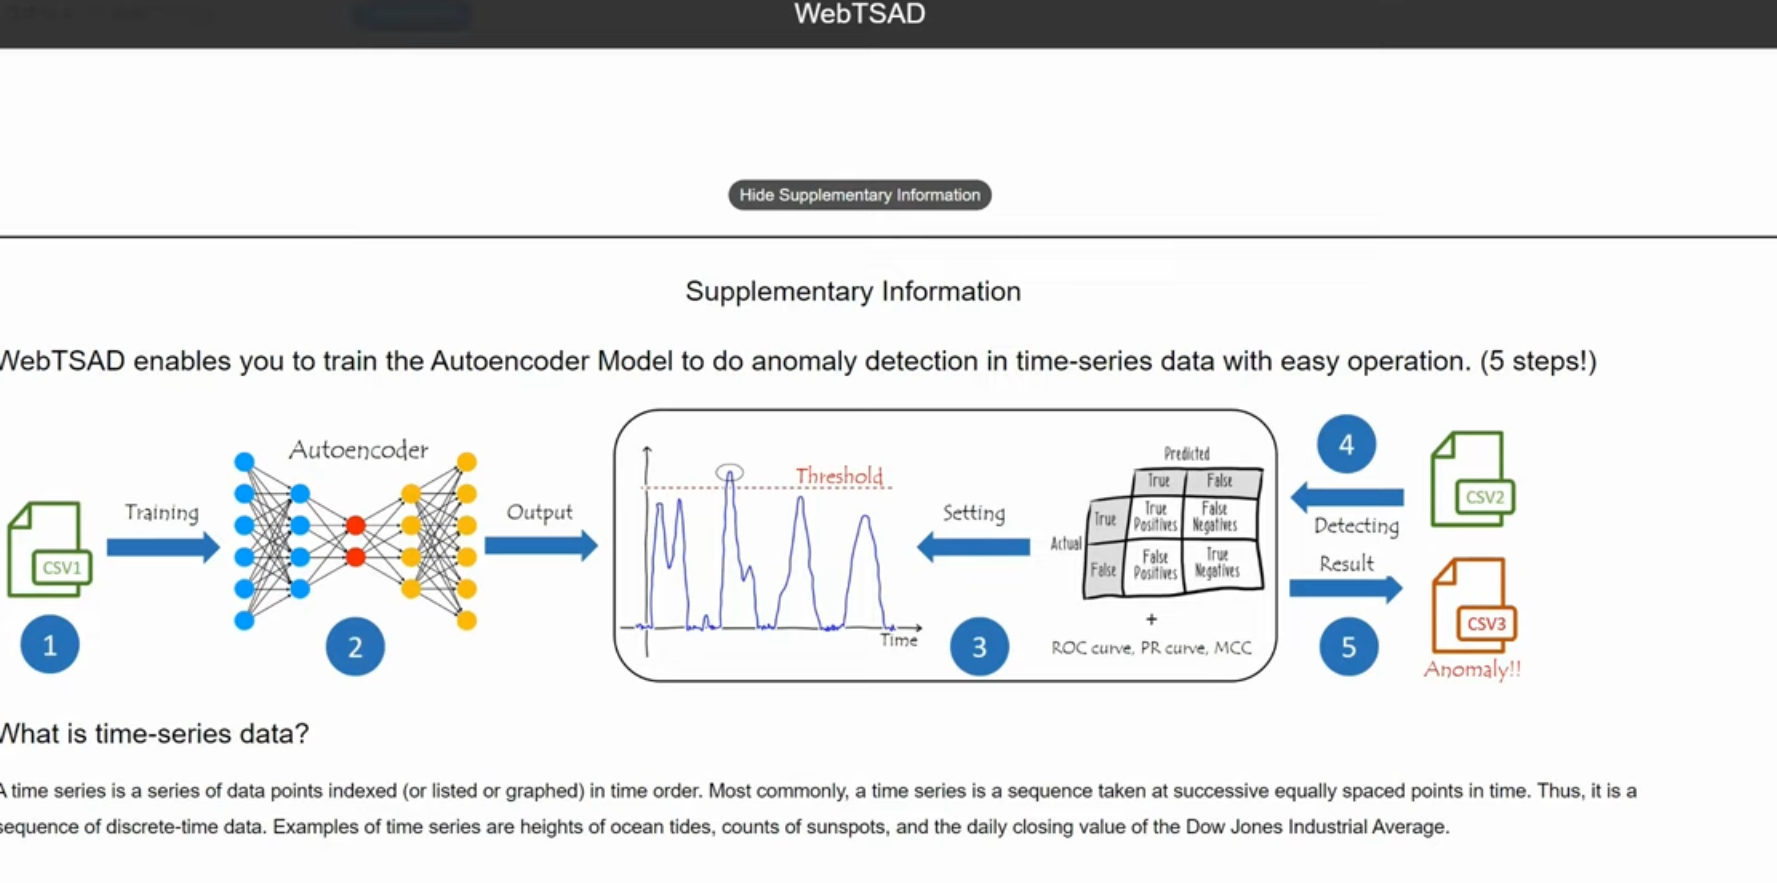 WebTSAD
Hide Supplementary Information
Supplementary Information
WebTSAD enables you to train the Autoencoder Model to do anomaly detection in time-series data with easy operation. (5 steps!)
CSV1
1
Training
Autoencoder
2
Output
Threshold
Time
3
Setting
Predicted
True False
Actual
True
True Positives
False Negatives
False
False Positives
True Negatives
+
ROC curve, PR curve, MCC
4
Detecting
CSV2
Result
5
CSV3
Anomaly!!
What is time-series data?
A time series is a series of data points indexed (or listed or graphed) in time order. Most commonly, a time series is a sequence taken at successive equally spaced points in time. Thus, it is a
sequence of discrete-time data. Examples of time series are heights of ocean tides, counts of sunspots, and the daily closing value of the Dow Jones Industrial Average.